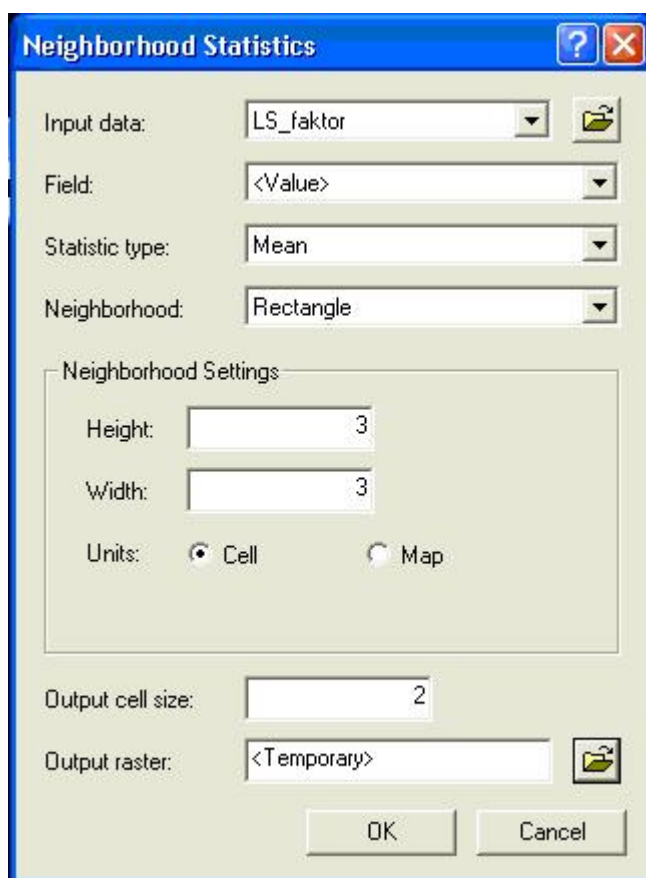 Neighborhood Statistics
Input data: LS_faktor
Field: <Value>
Statistic type: Mean
Neighborhood: Rectangle
Neighborhood Settings
Height: 3
Width: 3
Units: Cell Map
Output cell size: 2
Output raster: <Temporary>
OK Cancel